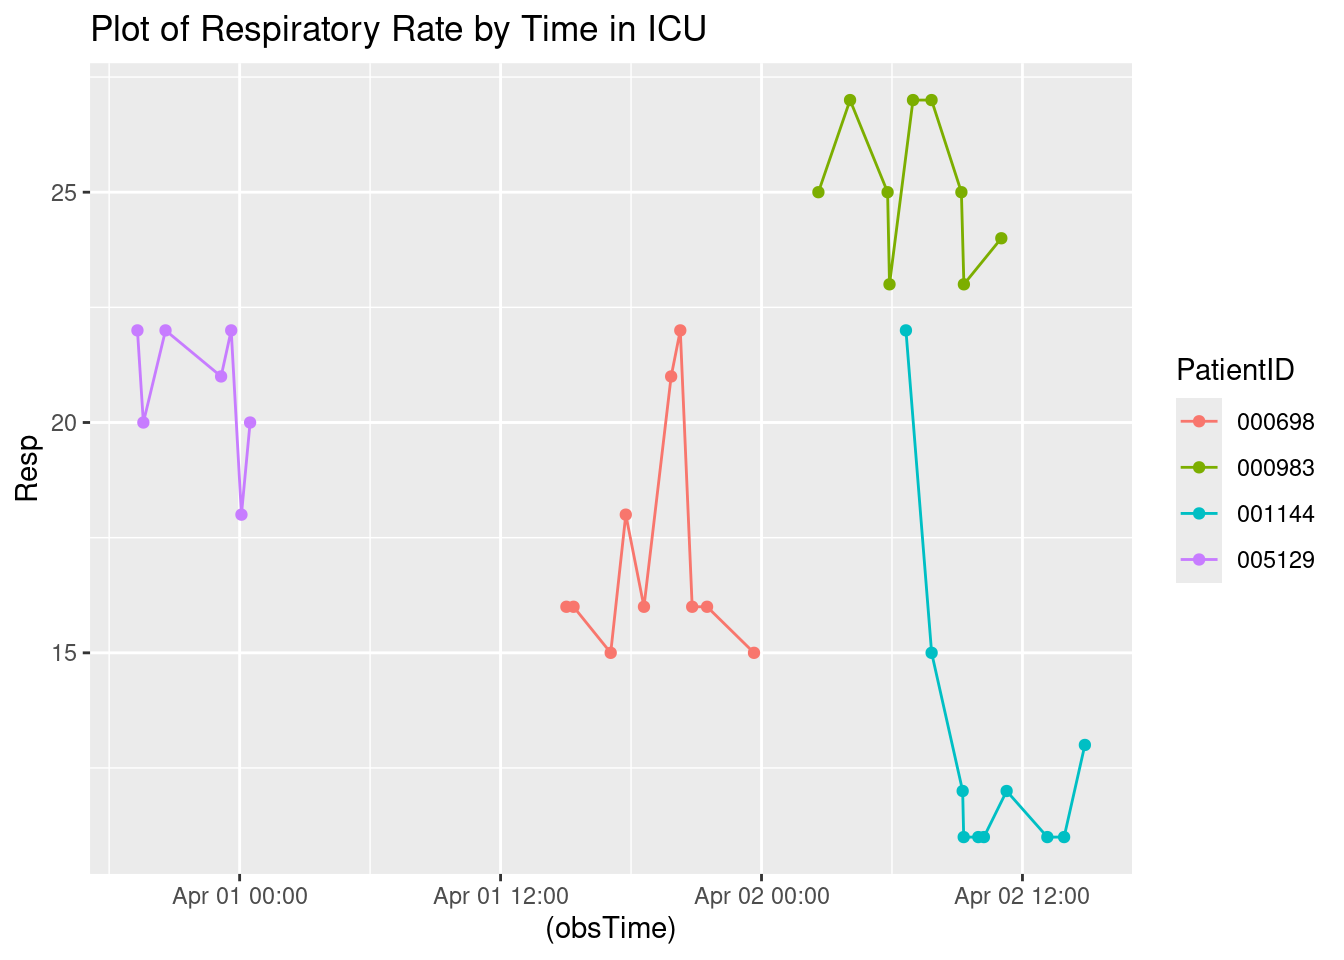 Plot of Respiratory Rate by Time in ICU
25
20
15
Resp
Apr 01 00:00
Apr 01 12:00
Apr 02 00:00
Apr 02 12:00
(obsTime)
PatientID
000698
000983
001144
005129